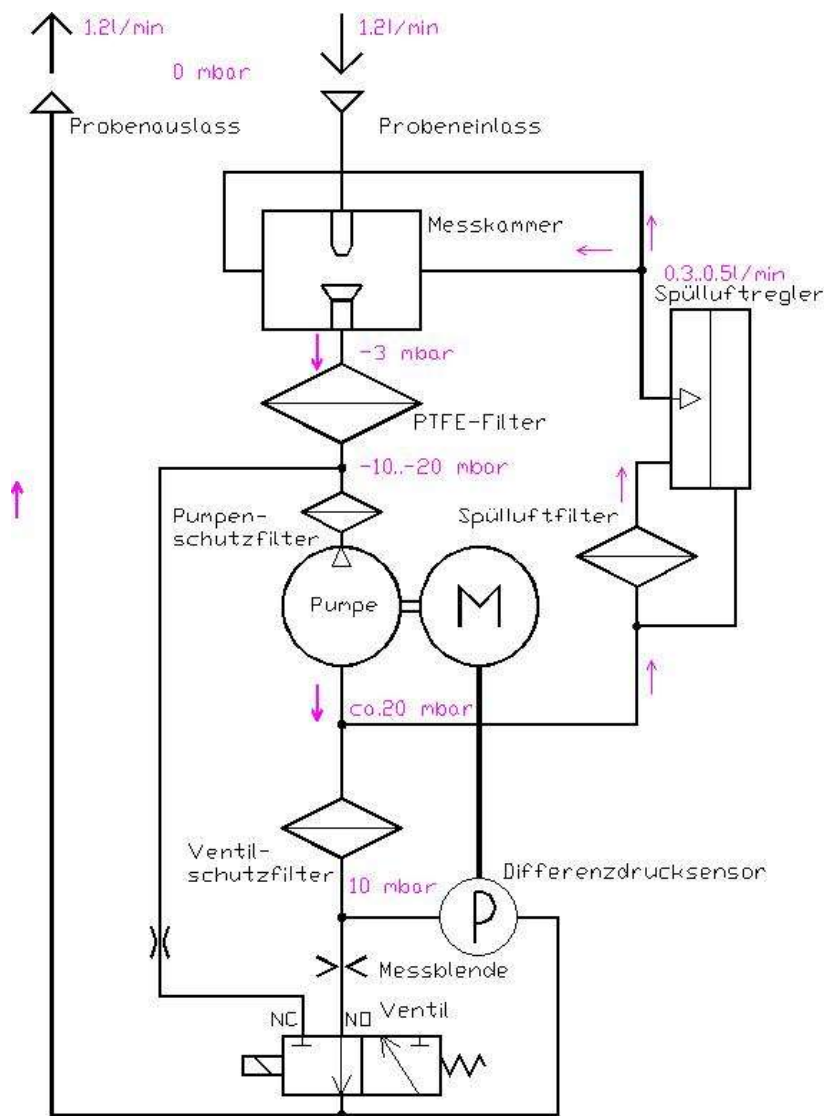 1.2l/min
1.2l/min
0 mbar
Probenauslass
Probeneinlass
Messkammer
0.3..0.5l/min
Spülluftregler
-3 mbar
PTFE-Filter
-10..-20 mbar
Pumpen-
schutzfilter
Spülluftfilter
Pumpe
M
ca.20 mbar
Ventil-
schutzfilter
10 mbar
Differenzdrucksensor
P
Messblende
NC
NO
Ventil